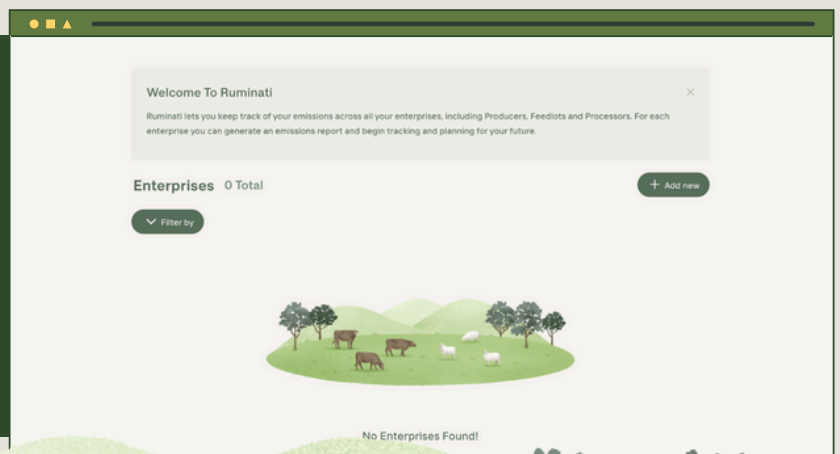 Welcome To Ruminati
Ruminati lets you keep track of your emissions across all your enterprises, including Producers, Feedlots and Processors. For each
enterprise you can generate an emissions report and begin tracking and planning for your future.
Enterprises 0 Total
Add new
Filter by
No Enterprises Found!